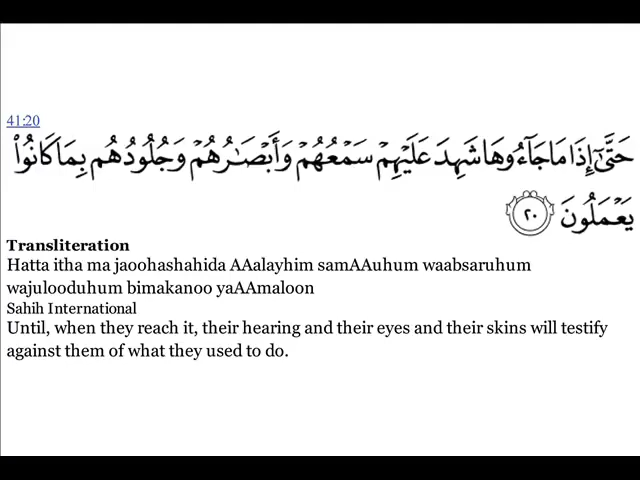 41:20
حَتَّىٰٓ إِذَا مَا جَآءُوهَا شَهِدَ عَلَيْهِمْ سَمْعُهُمْ وَأَبْصَـٰرُهُمْ وَجُلُودُهُم بِمَا كَانُوا۟
يَعْمَلُونَ ٢٠
Transliteration
Hatta itha ma jaoohashahida AAalayhim samAAuhum waabsaruhum
wajulooduhum bimakanoo yaAAmaloon
Sahih International
Until, when they reach it, their hearing and their eyes and their skins will testify
against them of what they used to do.